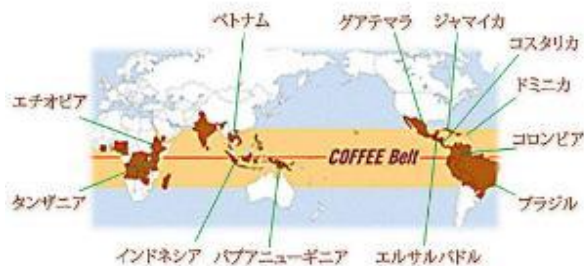 ベトナム
グアテマラ
ジャマイカ
コスタリカ
ドミニカ
エチオピア
コロンビア
COFFEE Belt
タンザニア
ブラジル
インドネシア
パプアニューギニア
エルサルバドル